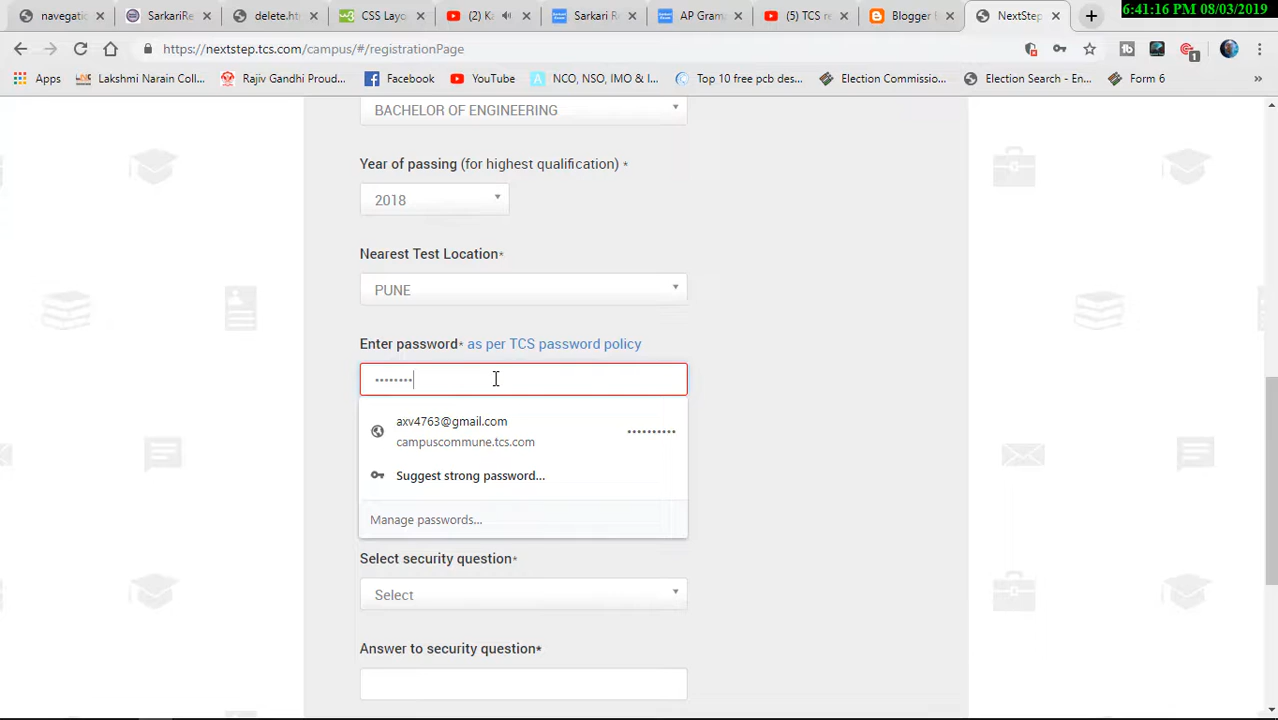 6:41:16 PM 08/03/2019
navegatio
SarkariRe
delete.ht
CSS Layo
Sarkari R
AP Gram
(5) TCS re
Blogger
NextStep
https://nextstep.tcs.com/campus/#/registrationPage
1
Apps
Lakshmi Narain Coll...
Rajiv Gandhi Proud...
Facebook
YouTube
NCO, NSO, IMO & I...
Top 10 free pcb des...
Election Commissio...
Election Search - En...
Form 6
»
BACHELOR OF ENGINEERING
Year of passing (for highest qualification) *
2018
Nearest Test Location*
PUNE
Enter password* as per TCS password policy
••••••••
axv4763@gmail.com
••••••••••
campuscommune.tcs.com
Suggest strong password...
Manage passwords...
Select security question*
Select
Answer to security question*